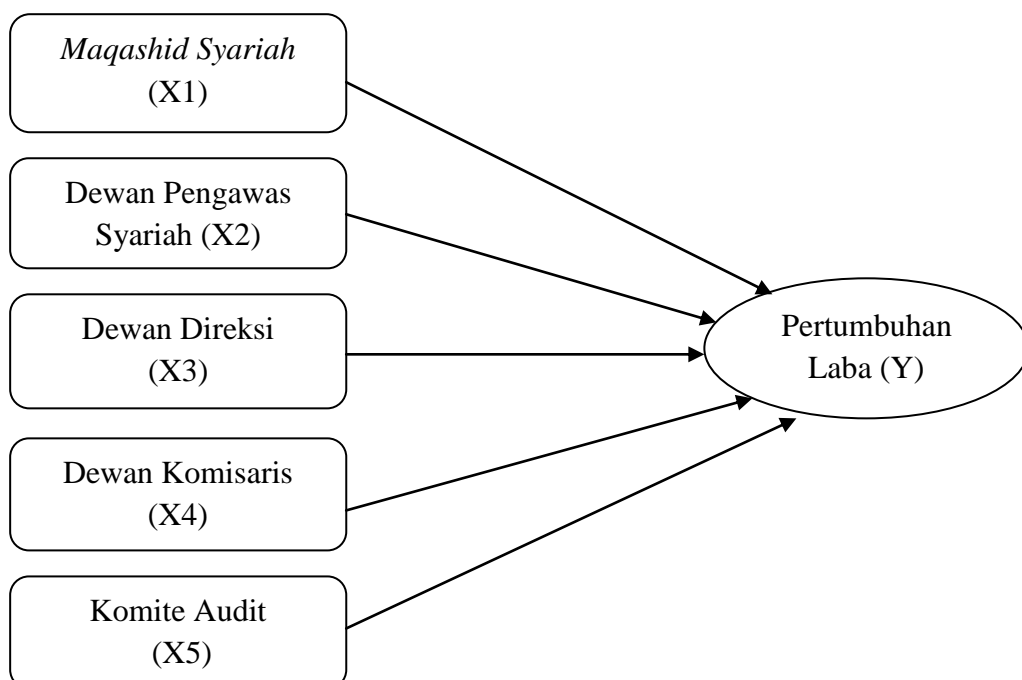 Maqashid Syariah
(X1)
Dewan Pengawas
Syariah (X2)
Dewan Direksi
(X3)
Dewan Komisaris
(X4)
Komite Audit
(X5)
Pertumbuhan
Laba (Y)